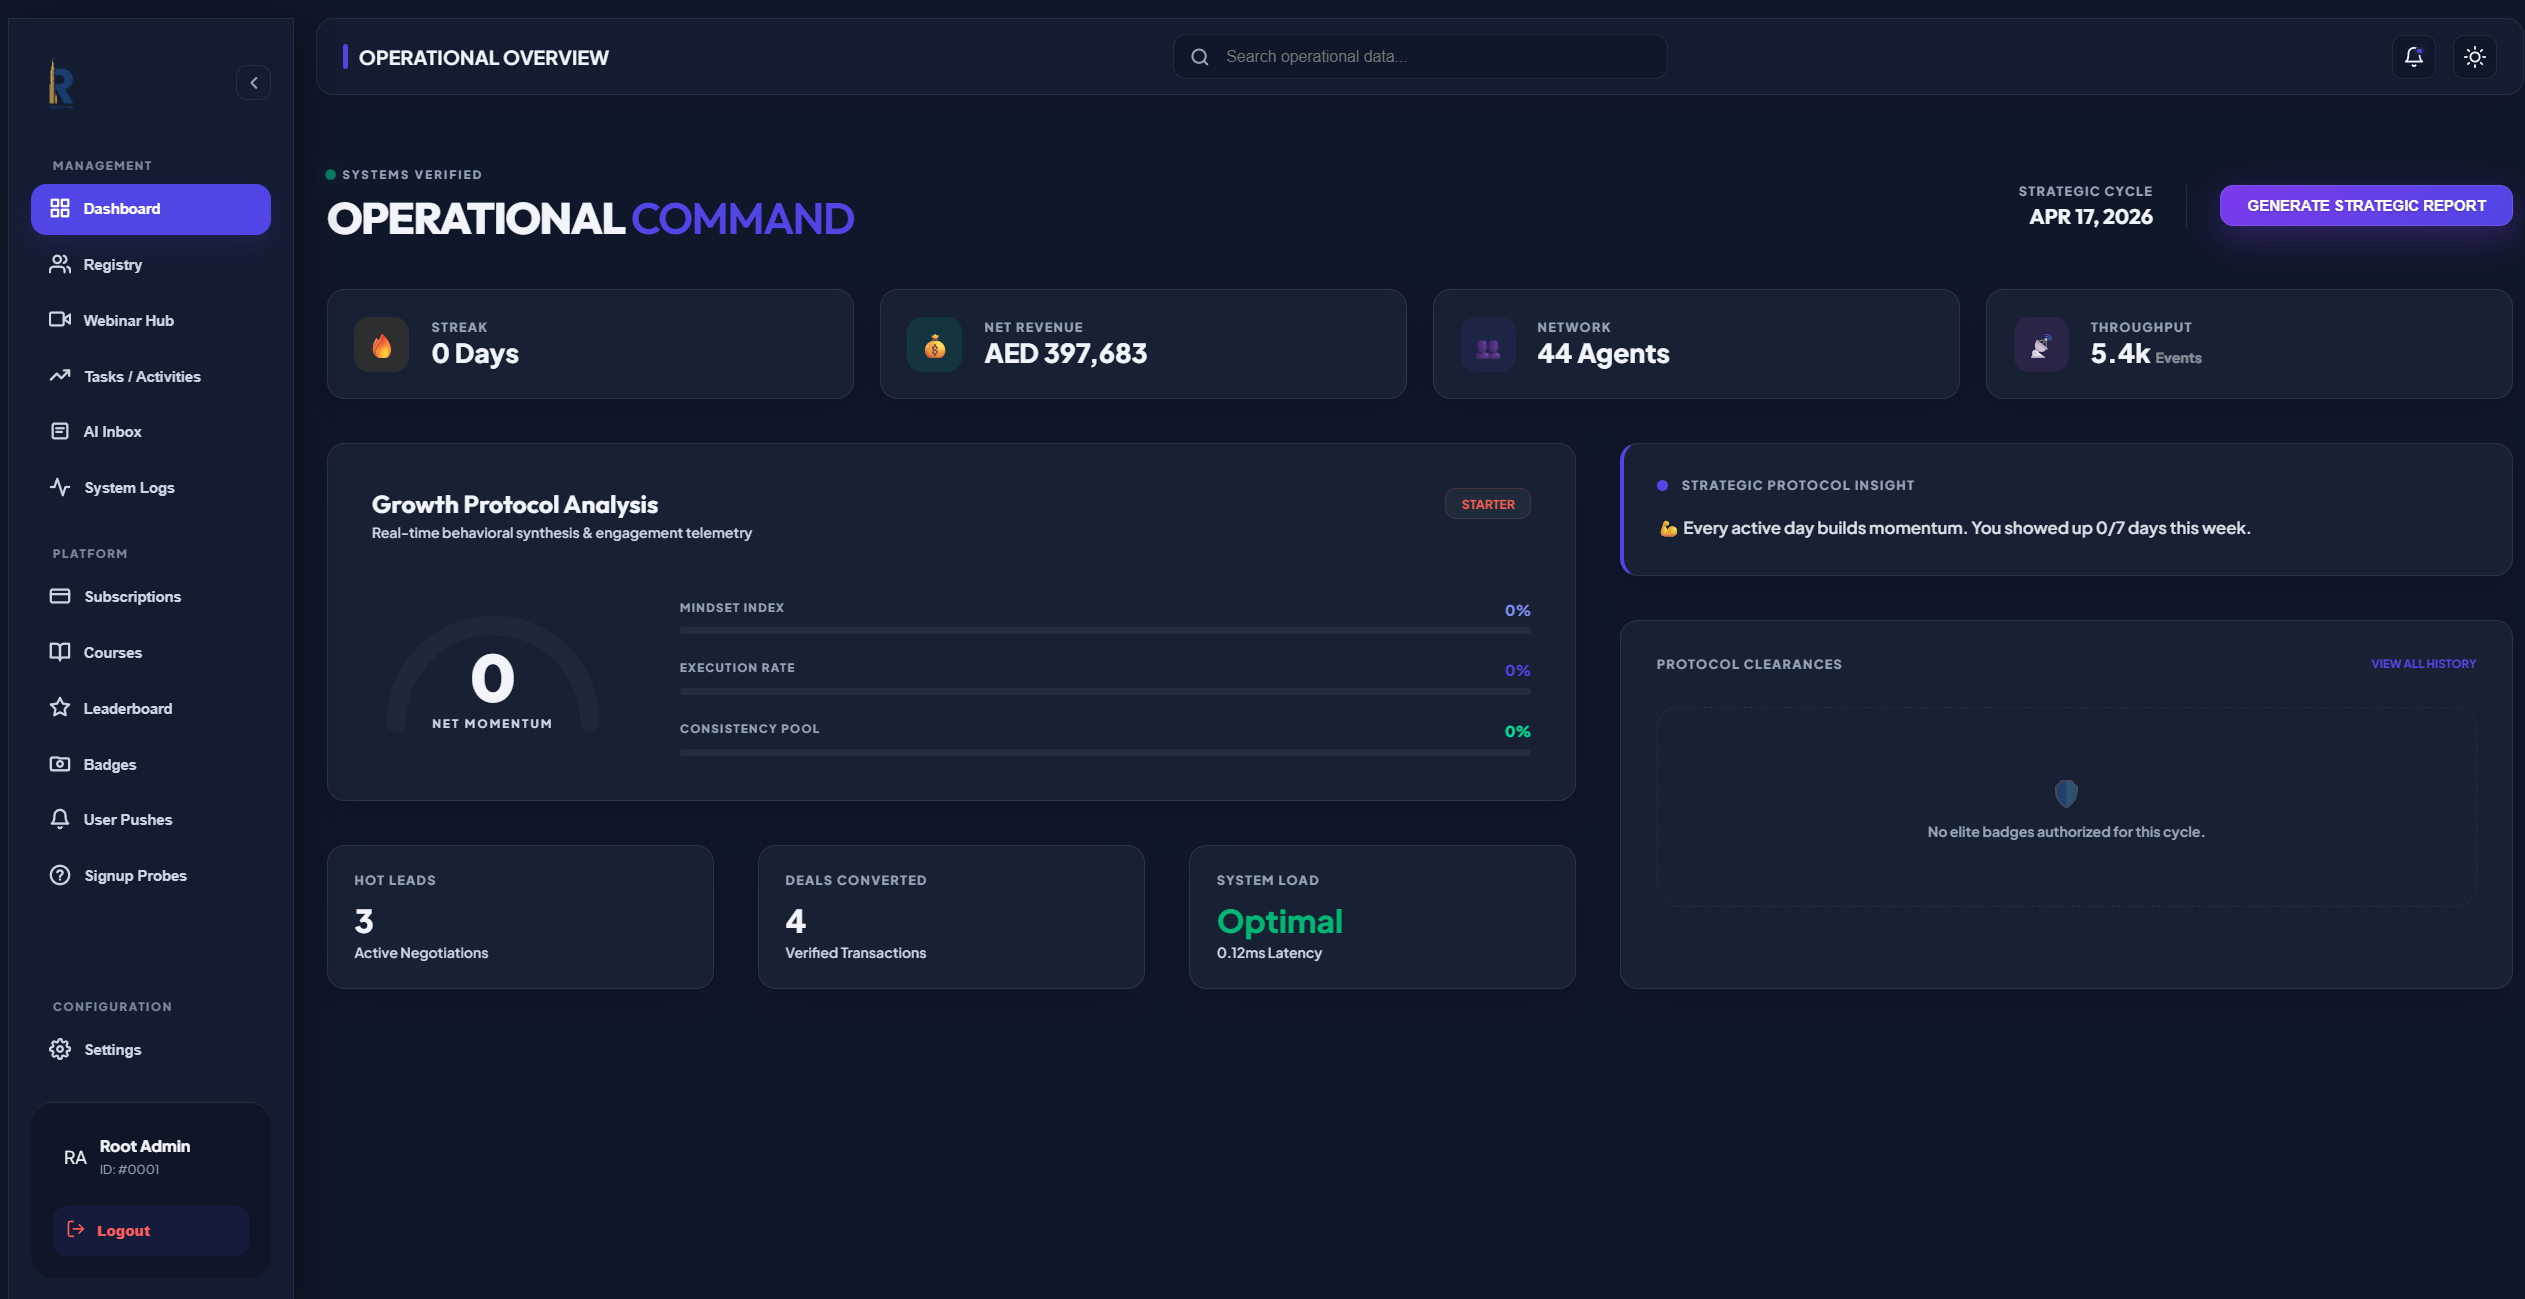 R
MANAGEMENT
Dashboard
Registry
Webinar Hub
Tasks / Activities
AI Inbox
System Logs
PLATFORM
Subscriptions
Courses
Leaderboard
Badges
User Pushes
Signup Probes
CONFIGURATION
Settings
RA
Root Admin
ID: #0001
Logout
OPERATIONAL OVERVIEW
Search operational data...
SYSTEMS VERIFIED
OPERATIONAL COMMAND
STRATEGIC CYCLE
APR 17, 2026
GENERATE STRATEGIC REPORT
STREAK
0 Days
NET REVENUE
AED 397,683
NETWORK
44 Agents
THROUGHPUT
5.4k Events
Growth Protocol Analysis
Real-time behavioral synthesis & engagement telemetry
STARTER
0
NET MOMENTUM
MINDSET INDEX 0%
EXECUTION RATE 0%
CONSISTENCY POOL 0%
STRATEGIC PROTOCOL INSIGHT
💪 Every active day builds momentum. You showed up 0/7 days this week.
PROTOCOL CLEARANCES
VIEW ALL HISTORY
No elite badges authorized for this cycle.
HOT LEADS
3
Active Negotiations
DEALS CONVERTED
4
Verified Transactions
SYSTEM LOAD
Optimal
0.12ms Latency